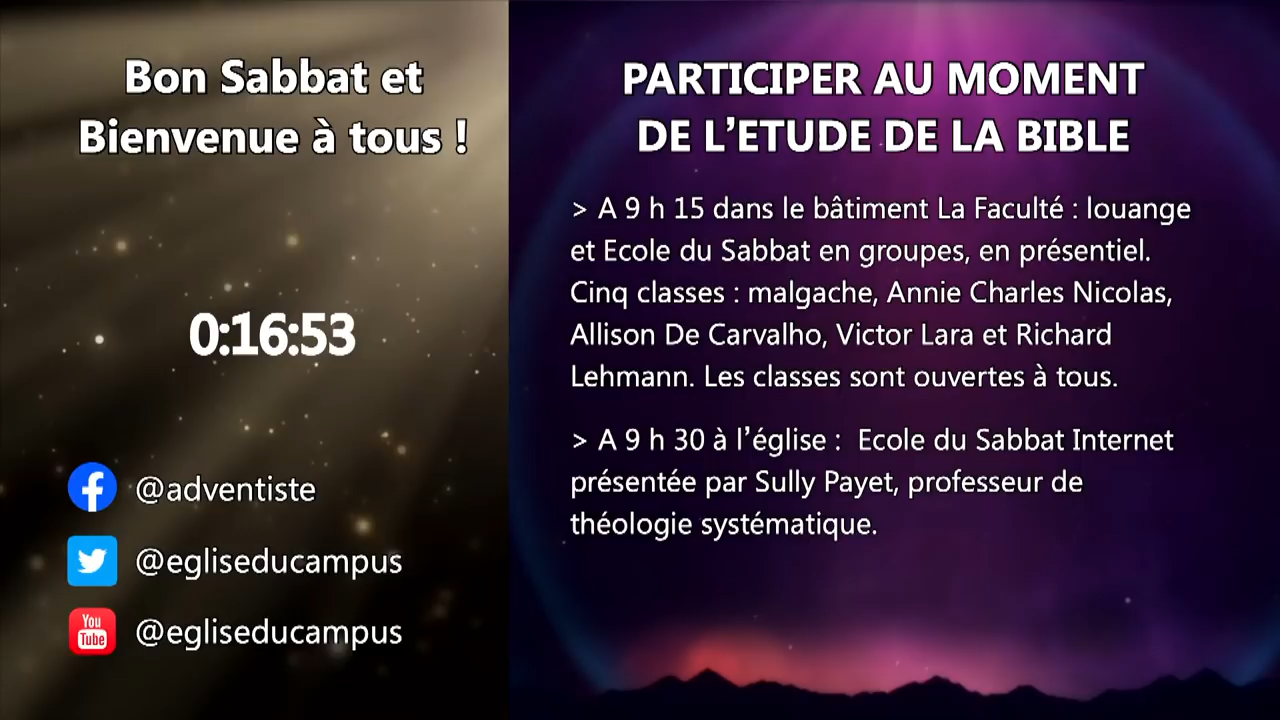 Bon Sabbat et
Bienvenue à tous !
0:16:53
@adventiste
@egliseducampus
You
Tube
@egliseducampus
PARTICIPER AU MOMENT
DE L’ETUDE DE LA BIBLE
> A 9 h 15 dans le bâtiment La Faculté : louange
et Ecole du Sabbat en groupes, en présentiel.
Cinq classes : malgache, Annie Charles Nicolas,
Allison De Carvalho, Victor Lara et Richard
Lehmann. Les classes sont ouvertes à tous.
> A 9 h 30 à l’église :  Ecole du Sabbat Internet
présentée par Sully Payet, professeur de
théologie systématique.